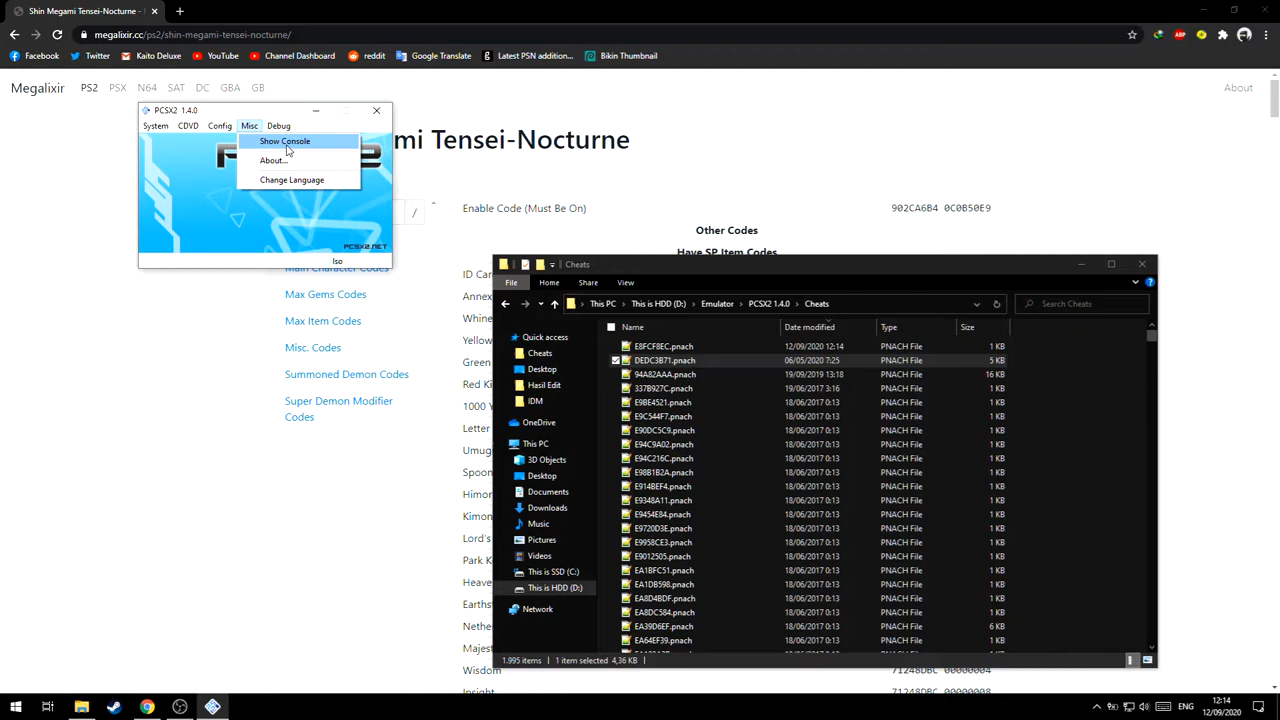 Shin Megami Tensei-Nocturne -
megalixir.cc/ps2/shin-megami-tensei-nocturne/
Facebook Twitter Kaito Deluxe YouTube Channel Dashboard reddit Google Translate Latest PSN addition... Bikin Thumbnail
Megalixir PS2 PSX N64 SAT DC GBA GB About
PCSX2 1.4.0
System CDVD Config Misc Debug
Show Console
About...
Change Language
PCSX2.NET
Iso
mi Tensei-Nocturne
/
Max Gems Codes
Max Item Codes
Misc. Codes
Summoned Demon Codes
Super Demon Modifier
Codes
Enable Code (Must Be On) 902CA6B4 0C0B50E9
Other Codes
Have SP Item Codes
ID Car
Annex
Whine
Yellow
Green
Red Ki
1000 Y
Letter
Umug
Spoon
Himor
Kimon
Lord's
Park K
Heave
Earths
Nethe
Majest
Wisdom 71248DBC 00000004
Insight 71248DBC 00000008
Cheats
File Home Share View
This PC This is HDD (D:) Emulator PCSX2 1.4.0 Cheats
Search Cheats
Quick access
Cheats
Desktop
Hasil Edit
IDM
OneDrive
This PC
3D Objects
Desktop
Documents
Downloads
Music
Pictures
Videos
This is SSD (C:)
This is HDD (D:)
Network
Name Date modified Type Size
E8FCF8EC.pnach 12/09/2020 12:14 PNACH File 1 KB
DEDC3B71.pnach 06/05/2020 7:25 PNACH File 5 KB
94A82AAA.pnach 19/09/2019 13:18 PNACH File 16 KB
337B927C.pnach 19/06/2017 3:16 PNACH File 1 KB
E9BE4521.pnach 18/06/2017 0:13 PNACH File 1 KB
E9C544F7.pnach 18/06/2017 0:13 PNACH File 1 KB
E90DC5C9.pnach 18/06/2017 0:13 PNACH File 1 KB
E94C9A02.pnach 18/06/2017 0:13 PNACH File 1 KB
E94C216C.pnach 18/06/2017 0:13 PNACH File 1 KB
E98B1B2A.pnach 18/06/2017 0:13 PNACH File 1 KB
E914BEF4.pnach 18/06/2017 0:13 PNACH File 1 KB
E9348A11.pnach 18/06/2017 0:13 PNACH File 1 KB
E9454E84.pnach 18/06/2017 0:13 PNACH File 1 KB
E9720D3E.pnach 18/06/2017 0:13 PNACH File 1 KB
E9958CE3.pnach 18/06/2017 0:13 PNACH File 1 KB
E9012505.pnach 18/06/2017 0:13 PNACH File 1 KB
EA1BFC51.pnach 18/06/2017 0:13 PNACH File 1 KB
EA1DB598.pnach 18/06/2017 0:13 PNACH File 1 KB
EA8D4BDF.pnach 18/06/2017 0:13 PNACH File 1 KB
EA8DC584.pnach 18/06/2017 0:13 PNACH File 1 KB
EA39D6EF.pnach 18/06/2017 0:13 PNACH File 6 KB
EA64EF39.pnach 18/06/2017 0:13 PNACH File 1 KB
1.995 items 1 item selected 4,36 KB
ENG
12:14
12/09/2020